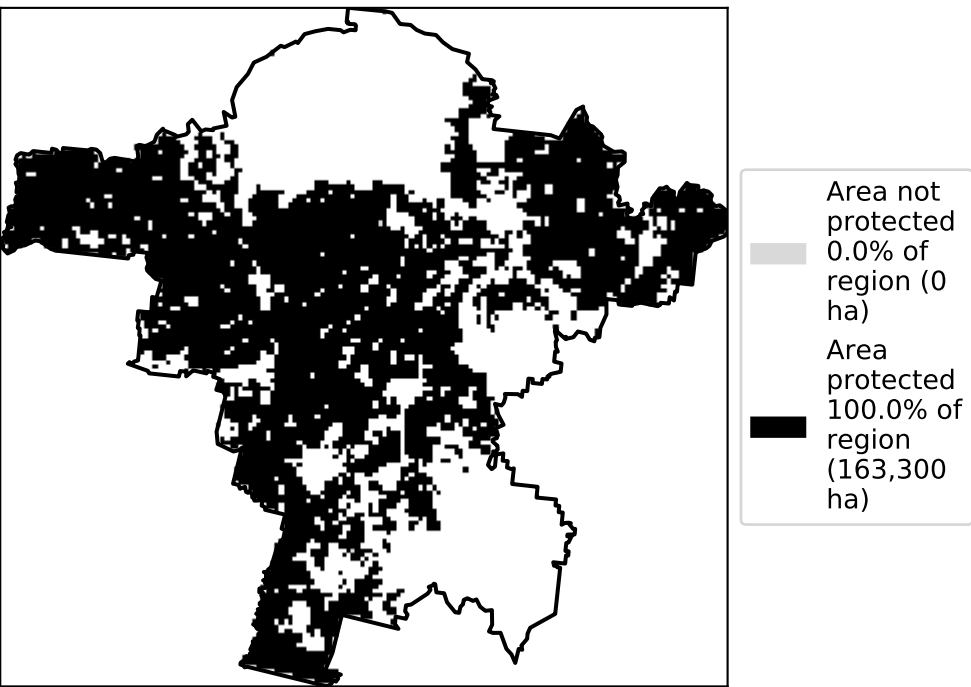 Area not
protected
0.0% of
region (0
ha)
Area
protected
100.0% of
region
(163,300
ha)